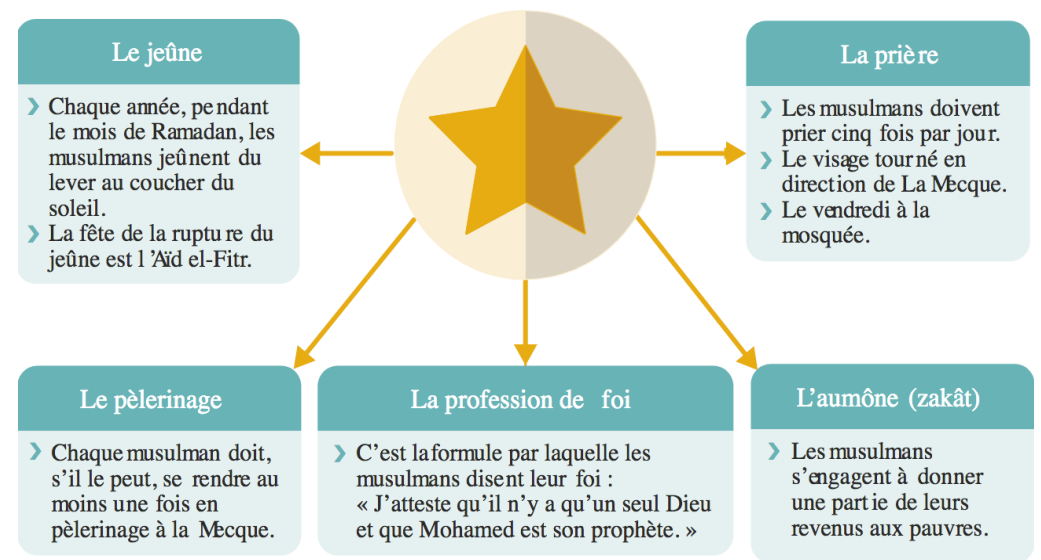 Le jeûne
Chaque année, pendant
le mois de Ramadan, les
musulmans jeûnent du
lever au coucher du
soleil.
La fête de la rupture du
jeûne est l'Aïd el-Fitr.
La prière
Les musulmans doivent
prier cinq fois par jour.
Le visage tourné en
direction de La Mecque.
Le vendredi à la
mosquée.
Le pèlerinage
Chaque musulman doit,
s'il le peut, se rendre au
moins une fois en
pèlerinage à la Mecque.
La profession de foi
C'est la formule par laquelle les
musulmans disent leur foi :
« J'atteste qu'il n'y a qu'un seul Dieu
et que Mohamed est son prophète. »
L'aumône (zakât)
Les musulmans
s'engagent à donner
une partie de leurs
revenus aux pauvres.